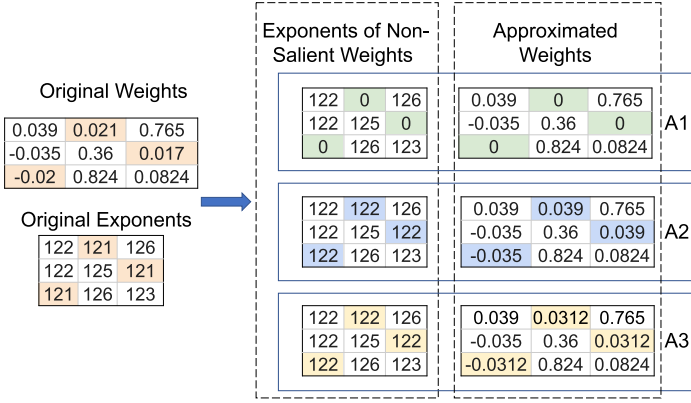 Original Weights
0.039 0.021 0.765
-0.035 0.36 0.017
-0.02 0.824 0.0824
Original Exponents
122 121 126
122 125 121
121 126 123
Exponents of Non-
Salient Weights
Approximated
Weights
122 0 126
122 125 0
0 126 123
0.039 0 0.765
-0.035 0.36 0
0 0.824 0.0824
A1
122 122 126
122 125 122
122 126 123
0.039 0.039 0.765
-0.035 0.36 0.039
-0.035 0.824 0.0824
A2
122 122 126
122 125 122
122 126 123
0.039 0.0312 0.765
-0.035 0.36 0.0312
-0.0312 0.824 0.0824
A3